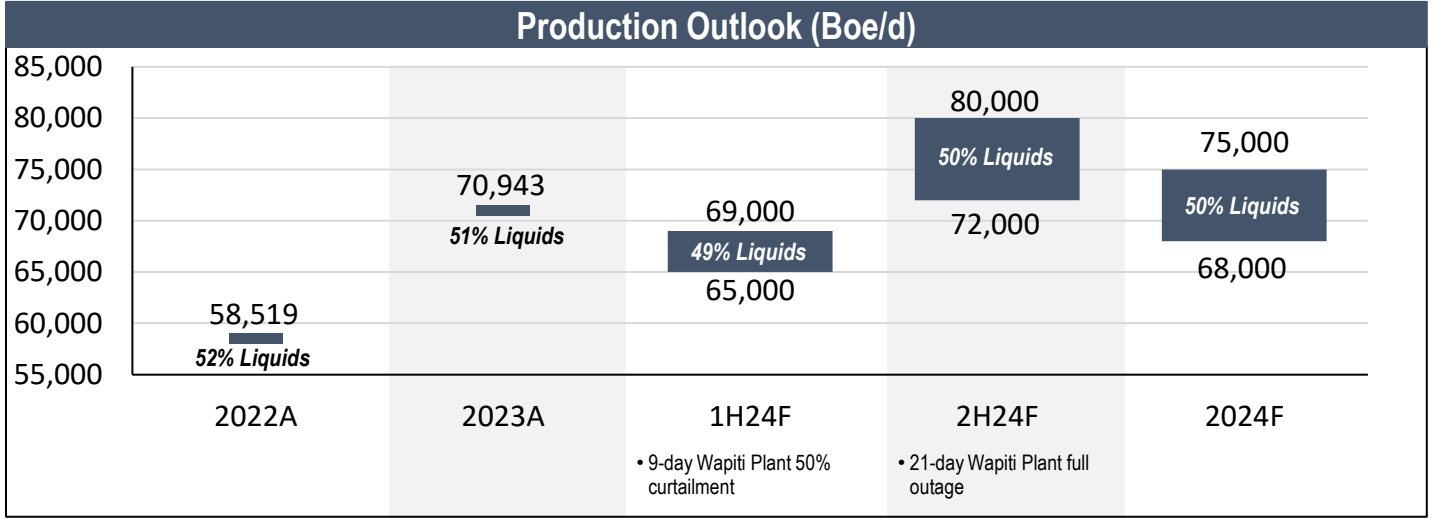 Production Outlook (Boe/d)
85,000
80,000
75,000
70,000
65,000
60,000
55,000
58,519
52% Liquids
70,943
51% Liquids
69,000
49% Liquids
65,000
80,000
50% Liquids
72,000
75,000
50% Liquids
68,000
2022A
2023A
1H24F
2H24F
2024F
• 9-day Wapiti Plant 50%
curtailment
• 21-day Wapiti Plant full
outage